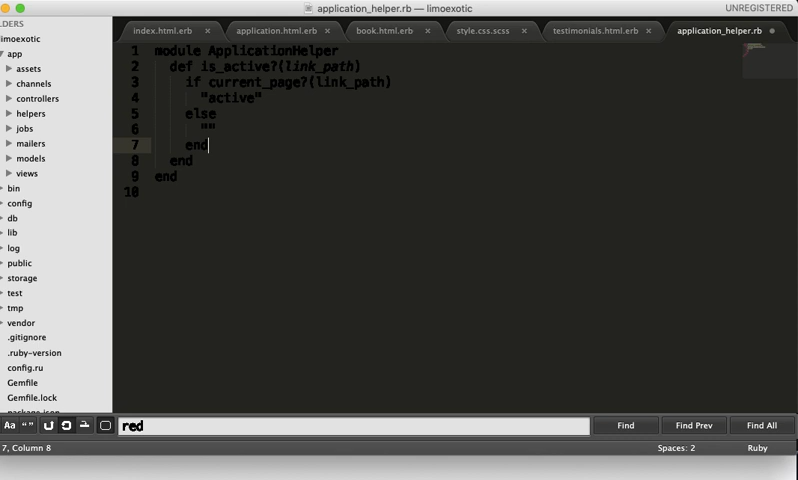 application_helper.rb — limoexotic
UNREGISTERED
index.html.erb
application.html.erb
book.html.erb
style.css.scss
testimonials.html.erb
application_helper.rb
LDERS
limoexotic
app
assets
channels
controllers
helpers
jobs
mailers
models
views
bin
config
db
lib
log
public
storage
test
tmp
vendor
.gitignore
.ruby-version
config.ru
Gemfile
Gemfile.lock
package.json
1 module ApplicationHelper
2 def is_active?(link_path)
3 if current_page?(link_path)
4 "active"
5 else
6 ""
7 end
8 end
9 end
10
Aa “” red Find Find Prev Find All
7, Column 8 Spaces: 2 Ruby